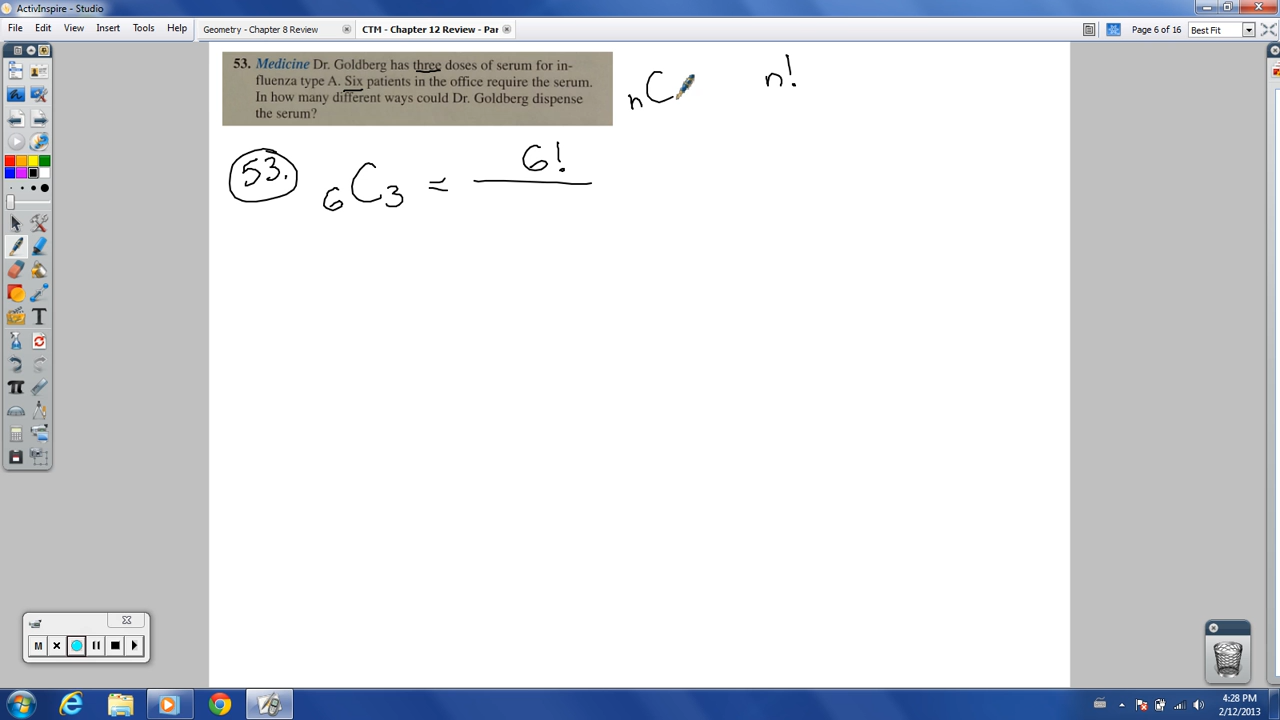 ActivInspire - Studio
File Edit View Insert Tools Help
Geometry - Chapter 8 Review
CTM - Chapter 12 Review - Par
Page 6 of 16
Best Fit
53. Medicine Dr. Goldberg has three doses of serum for in-
fluenza type A. Six patients in the office require the serum.
In how many different ways could Dr. Goldberg dispense
the serum?
nC n!
53. 6C3 = 6!
M
4:28 PM
2/12/2013